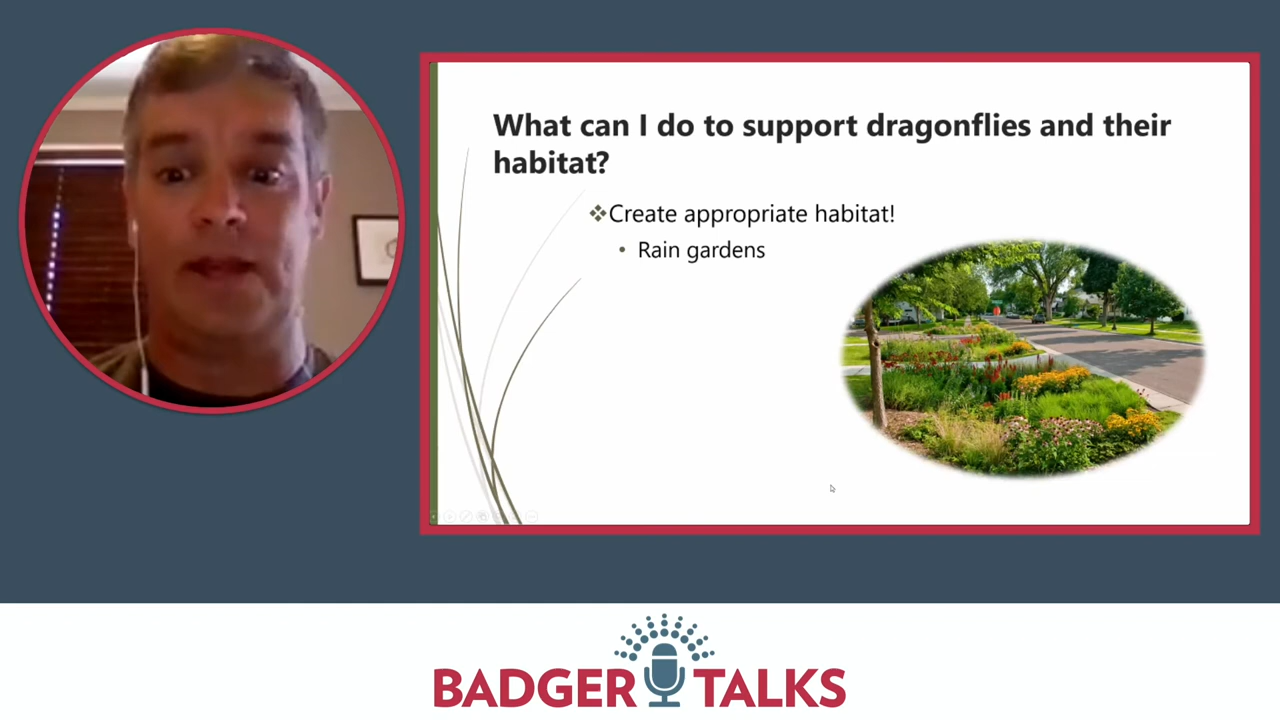 What can I do to support dragonflies and their
habitat?
❖Create appropriate habitat!
• Rain gardens
BADGER TALKS